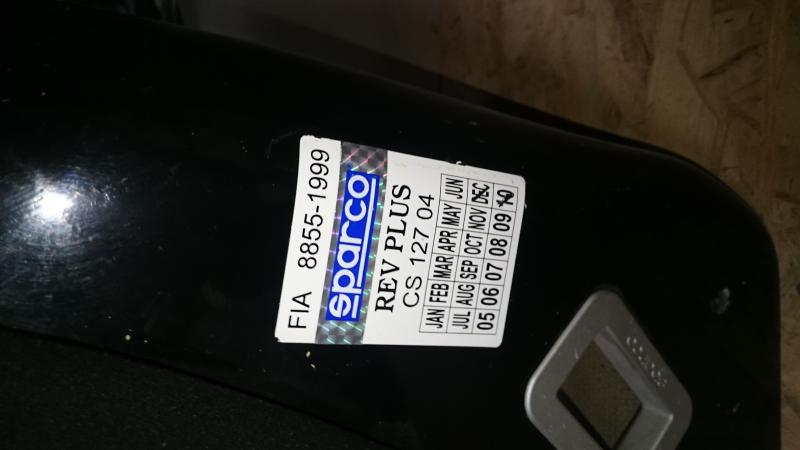 FIA 8855-1999
sparco
REV PLUS
CS 127 04
JAN FEB MAR APR MAY JUN
JUL AUG SEP OCT NOV DEC
05 06 07 08 09 10
sparco